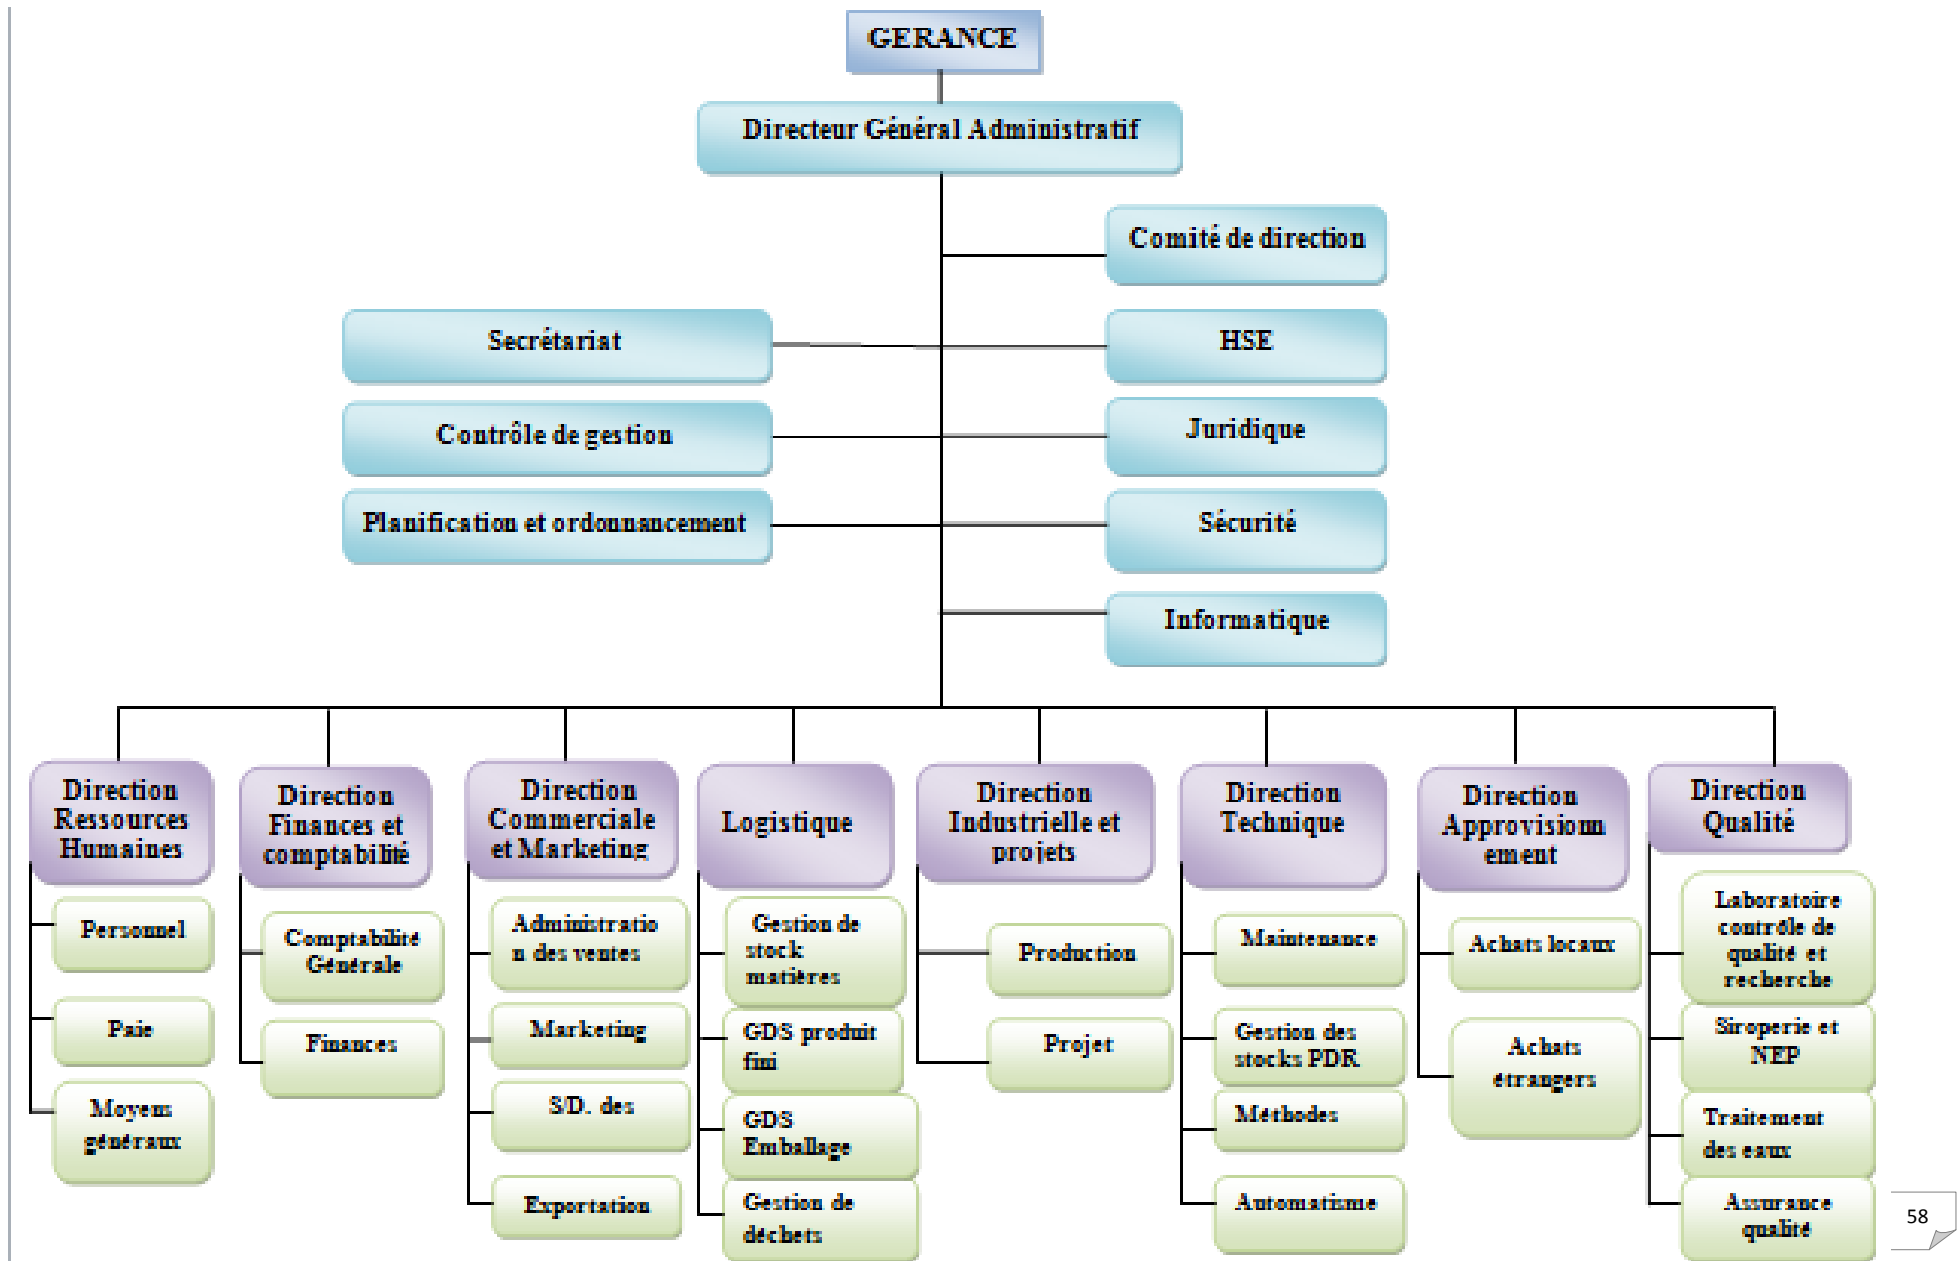 GERANCE
Directeur Général Administratif
Comité de direction
Secrétariat
HSE
Contrôle de gestion
Juridique
Planification et ordonnancement
Sécurité
Informatique
Direction
Ressources
Humaines
Personnel
Paie
Moyens
généraux
Direction
Finances et
comptabilité
Comptabilité
Générale
Finances
Direction
Commerciale
et Marketing
Administratio
n des ventes
Marketing
S/D. des
Exportation
Logistique
Gestion de
stock
matières
GDS produit
fini
GDS
Emballage
Gestion de
déchets
Direction
Industrielle et
projets
Production
Projet
Direction
Technique
Maintenance
Gestion des
stocks PDR
Méthodes
Automatisme
Direction
Approvisionn
ement
Achats locaux
Achats
étrangers
Direction
Qualité
Laboratoire
contrôle de
qualité et
recherche
Siroperie et
NEP
Traitement
des eaux
Assurance
qualité
58